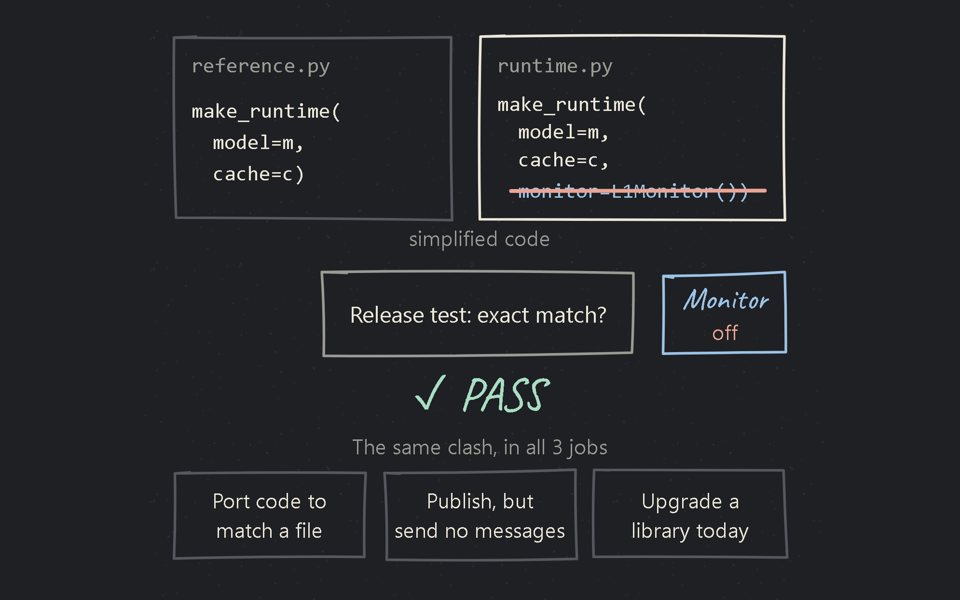 reference.py
make_runtime(
model=m,
cache=c)
runtime.py
make_runtime(
model=m,
cache=c,
monitor=L1Monitor())
simplified code
Release test: exact match?
Monitor
off
✓ PASS
The same clash, in all 3 jobs
Port code to
match a file
Publish, but
send no messages
Upgrade a
library today